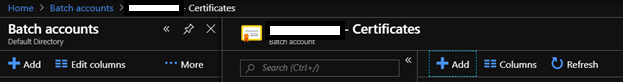 Home > Batch accounts > - Certificates
Batch accounts
Default Directory
+ Add Edit columns ... More
- Certificates
Batch account
Search (Ctrl+/)
+ Add Columns Refresh